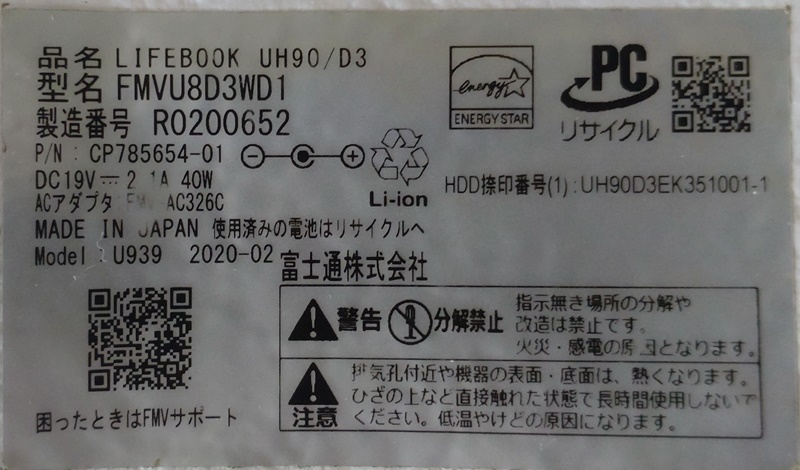 品名 LIFEBOOK UH90/D3
型名 FMVU8D3WD1
製造番号 R0200652
P/N : CP785654-01
DC19V 40W
ACアダプタ AC326C
MADE IN JAPAN 使用済みの電池はリサイクルへ
Model : U939 2020-02 富士通株式会社
Li-ion
energy
ENERGY STAR
PC
リサイクル
HDD捺印番号(1) : UH90D3EK351001-1
困ったときはFMVサポート
警告 分解禁止
指示無き場所の分解や
改造は禁止です。
火災・感電の原因となります。
注意
排気孔付近や機器の表面・底面は、熱くなります。
ひざの上など直接触れた状態で長時間使用しないで
ください。低温やけどの原因になります。